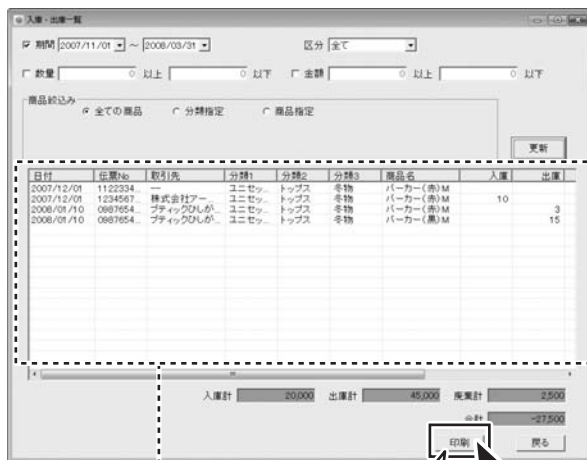 入庫・出庫一覧
期間 2007/11/01 ～ 2008/03/31 区分 全て
数量 0 以上 0 以下 金額 0 以上 0 以下
商品絞込み
全ての商品 分類指定 商品指定
更新
日付 伝票No 取引先 分類1 分類2 分類3 商品名 入庫 出庫
2007/12/01 1122334... --- ユニセッ... トップス 冬物 パーカー(赤)M
2007/12/01 1234567... 株式会社アー... ユニセッ... トップス 冬物 パーカー(赤)M 10
2008/01/10 0987654... ブティックひしが... ユニセッ... トップス 冬物 パーカー(赤)M 3
2008/01/10 0987654... ブティックひしが... ユニセッ... トップス 冬物 パーカー(黒)M 15
入庫計 20,000 出庫計 45,000 廃棄計 2,500
合計 -27,500
印刷 戻る